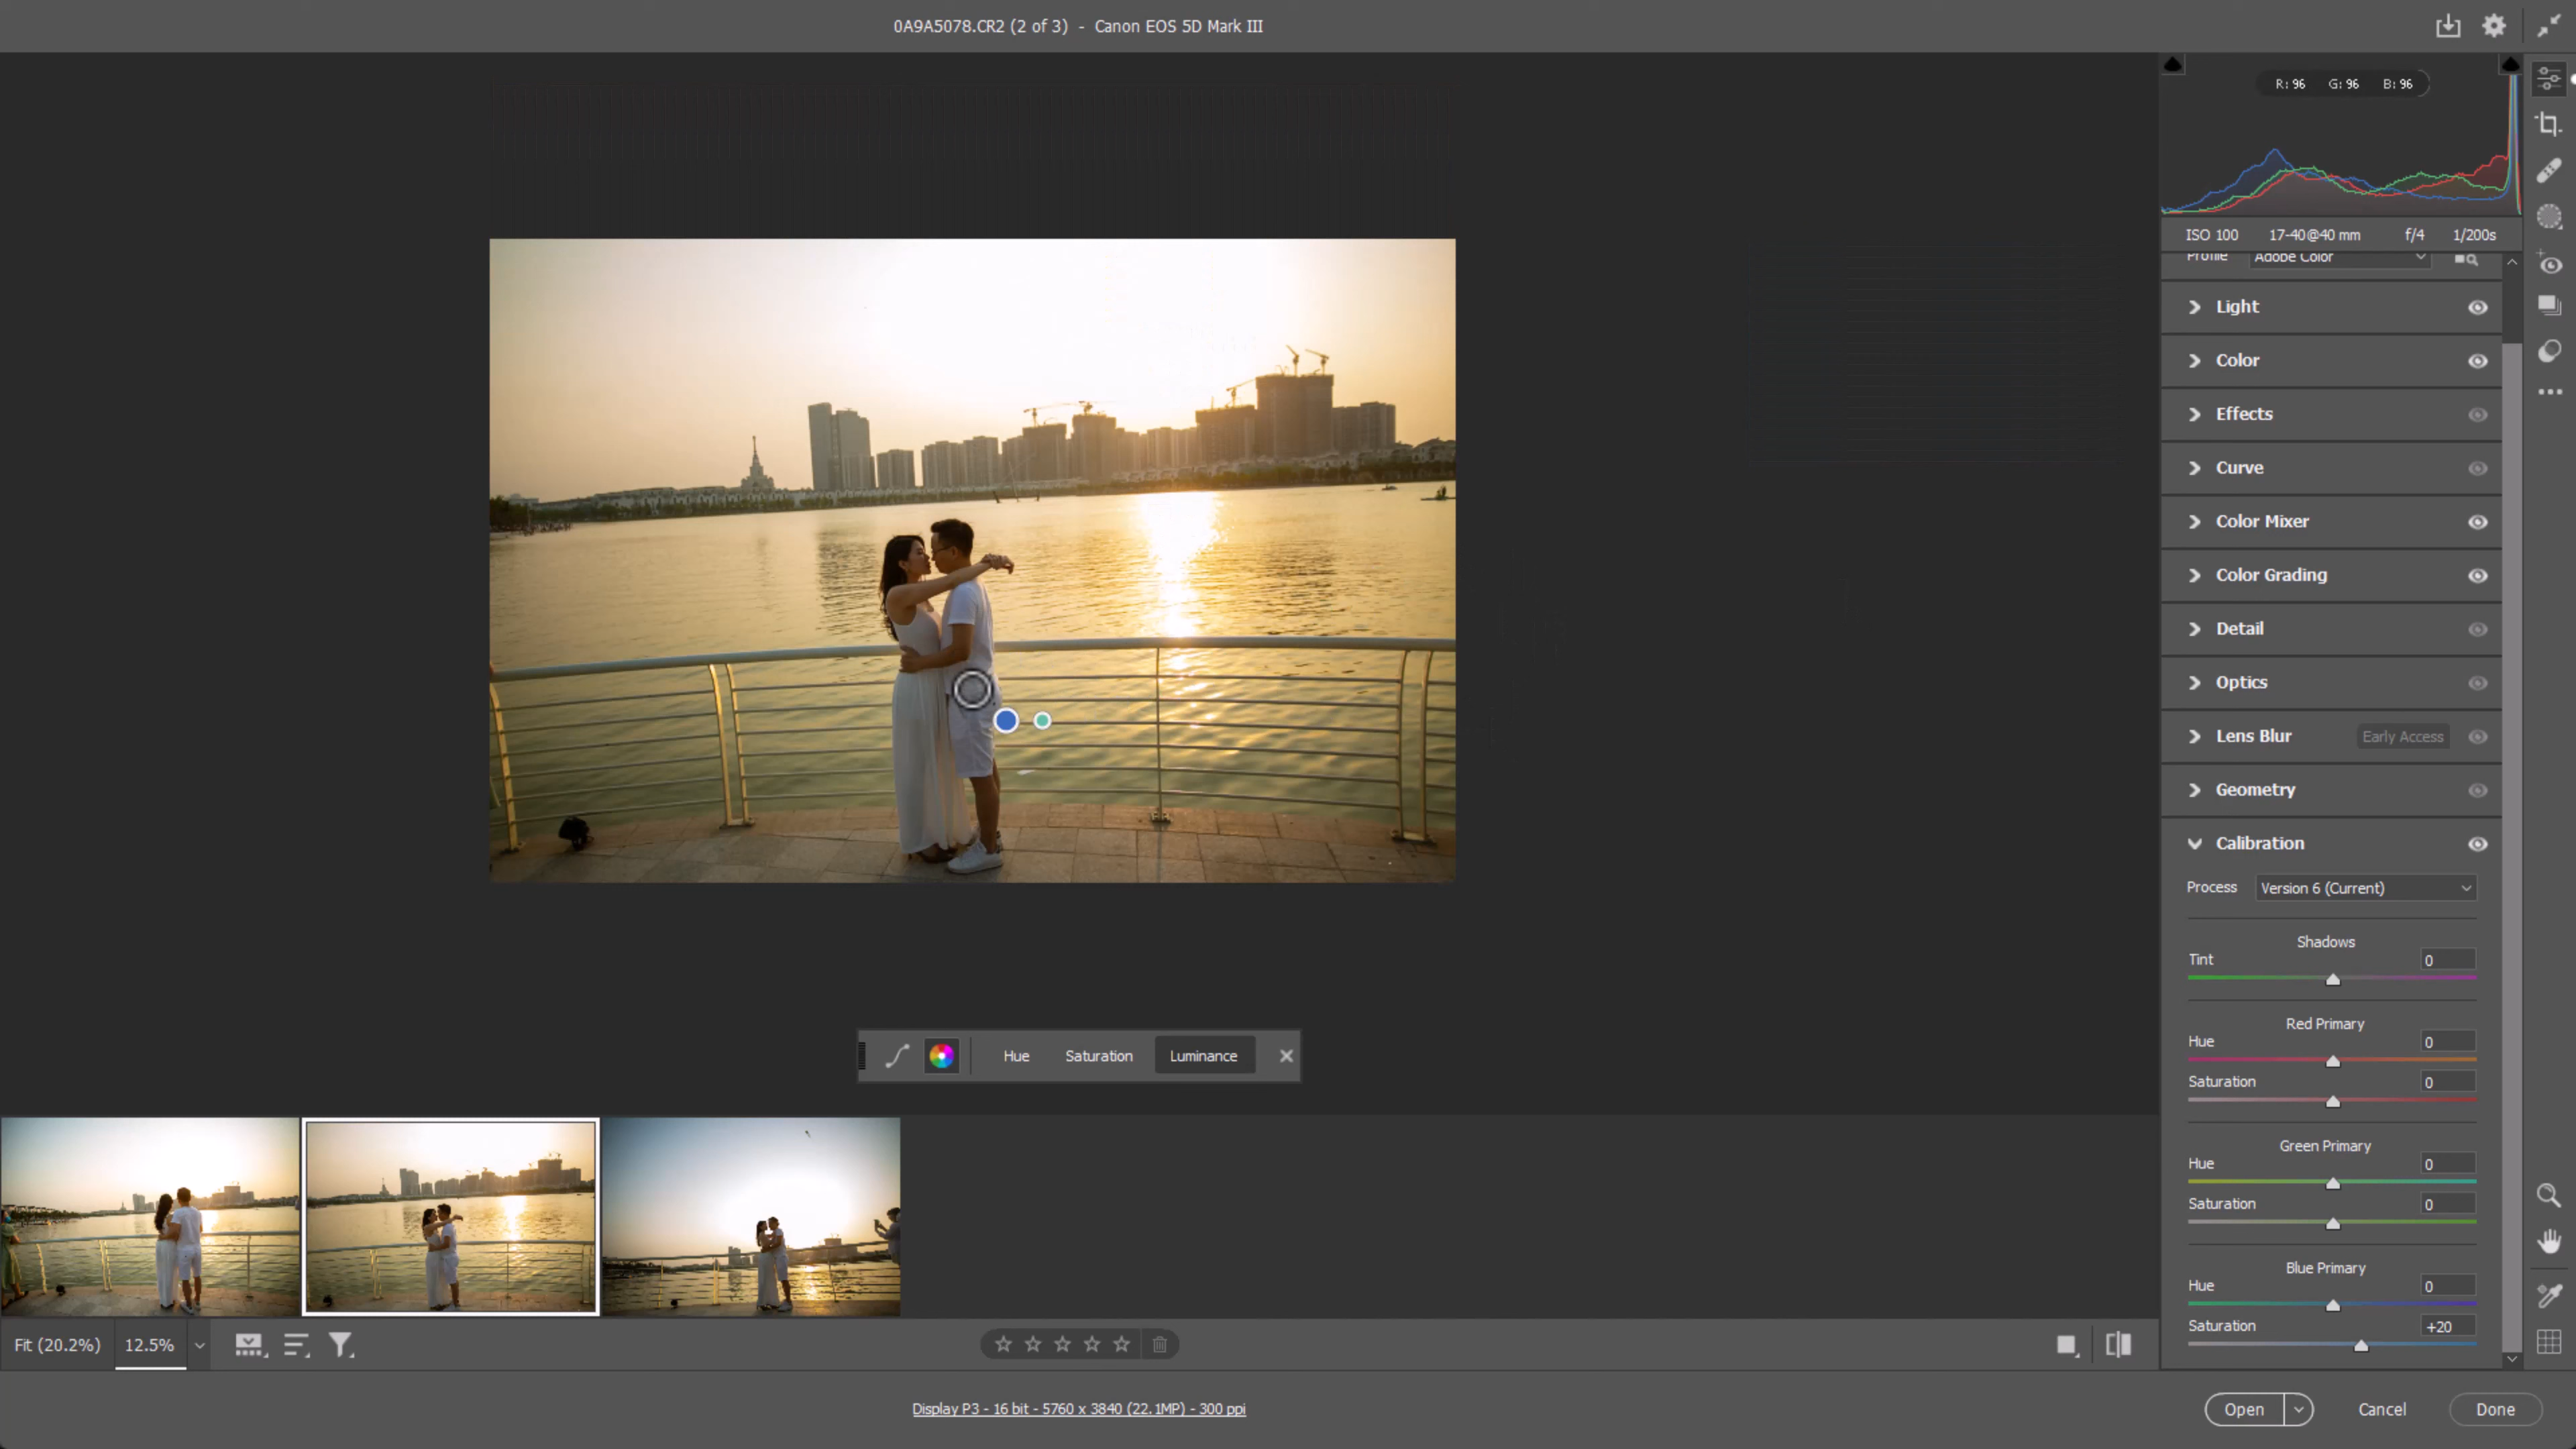 0A9A5078.CR2 (2 of 3) - Canon EOS 5D Mark III
R: 96 G: 96 B: 96
ISO 100 17-40@40 mm f/4 1/200s
Profile Adobe Color
Light
Color
Effects
Curve
Color Mixer
Color Grading
Detail
Optics
Lens Blur Early Access
Geometry
Calibration
Process Version 6 (Current)
Shadows
Tint 0
Red Primary
Hue 0
Saturation 0
Green Primary
Hue 0
Saturation 0
Blue Primary
Hue 0
Saturation +20
Hue Saturation Luminance
Fit (20.2%) 12.5%
Display P3 - 16 bit - 5760 x 3840 (22.1MP) - 300 ppi
Open Cancel Done